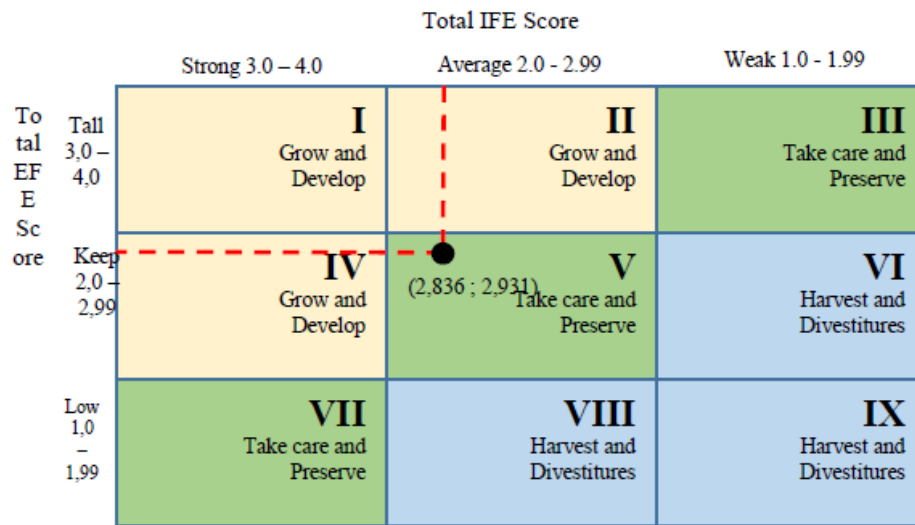 Total IFE Score
Strong 3.0 – 4.0
Average 2.0 - 2.99
Weak 1.0 - 1.99
To
tal
EF
E
Sc
ore
Tall
3,0 –
4,0
I
Grow and
Develop
II
Grow and
Develop
III
Take care and
Preserve
Keep
2,0 –
2,99
IV
Grow and
Develop
(2,836 ; 2,931)
V
Take care and
Preserve
VI
Harvest and
Divestitures
Low
1,0
–
1,99
VII
Take care and
Preserve
VIII
Harvest and
Divestitures
IX
Harvest and
Divestitures